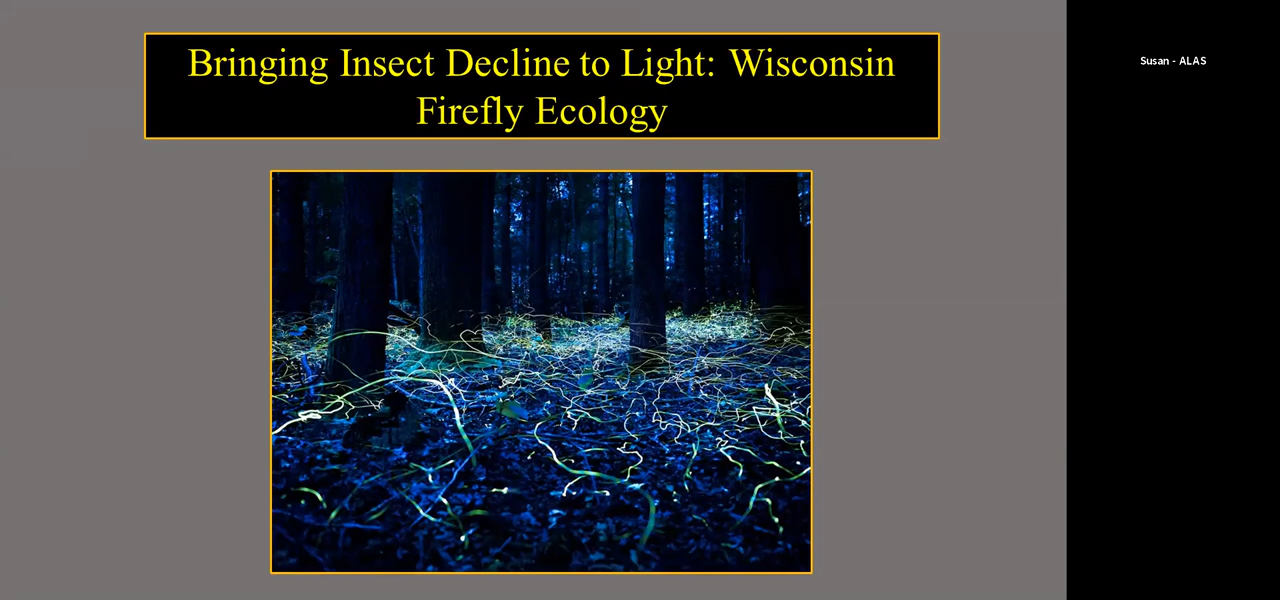 Bringing Insect Decline to Light: Wisconsin
Firefly Ecology
Susan - ALAS